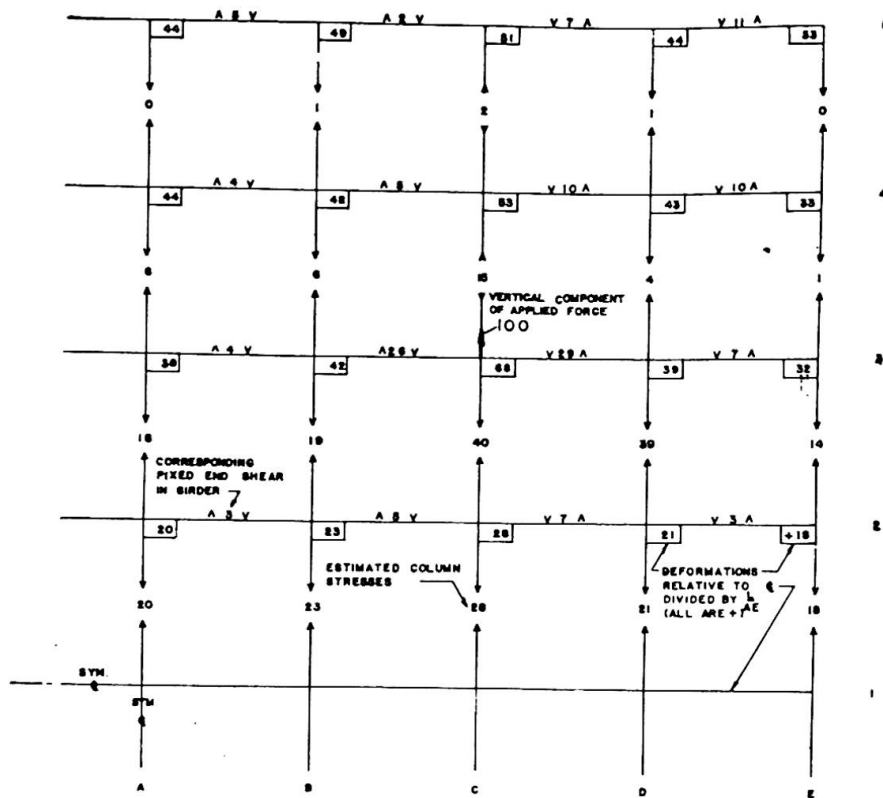 A 5 V A 2 V V 7 A V 11 A
44 49 51 44 33
0 1 2 1 0
A 4 V A 5 V V 10 A V 10 A 4
44 48 53 43 33
6 6 15 4 1
VERTICAL COMPONENT
OF APPLIED FORCE
100
A 4 V A 26 V V 29 A V 7 A
38 42 68 39 32
18 19 40 39 14
CORRESPONDING
FIXED END SHEAR
IN GIRDER
A 3 V A 5 V V 7 A V 3 A 2
20 23 28 21 +18
ESTIMATED COLUMN
STRESSES
DEFORMATIONS
RELATIVE TO ℄
DIVIDED BY L/AE
(ALL ARE +)
20 23 28 21 18
SYM.
℄
1
SYM
℄
A B C D E